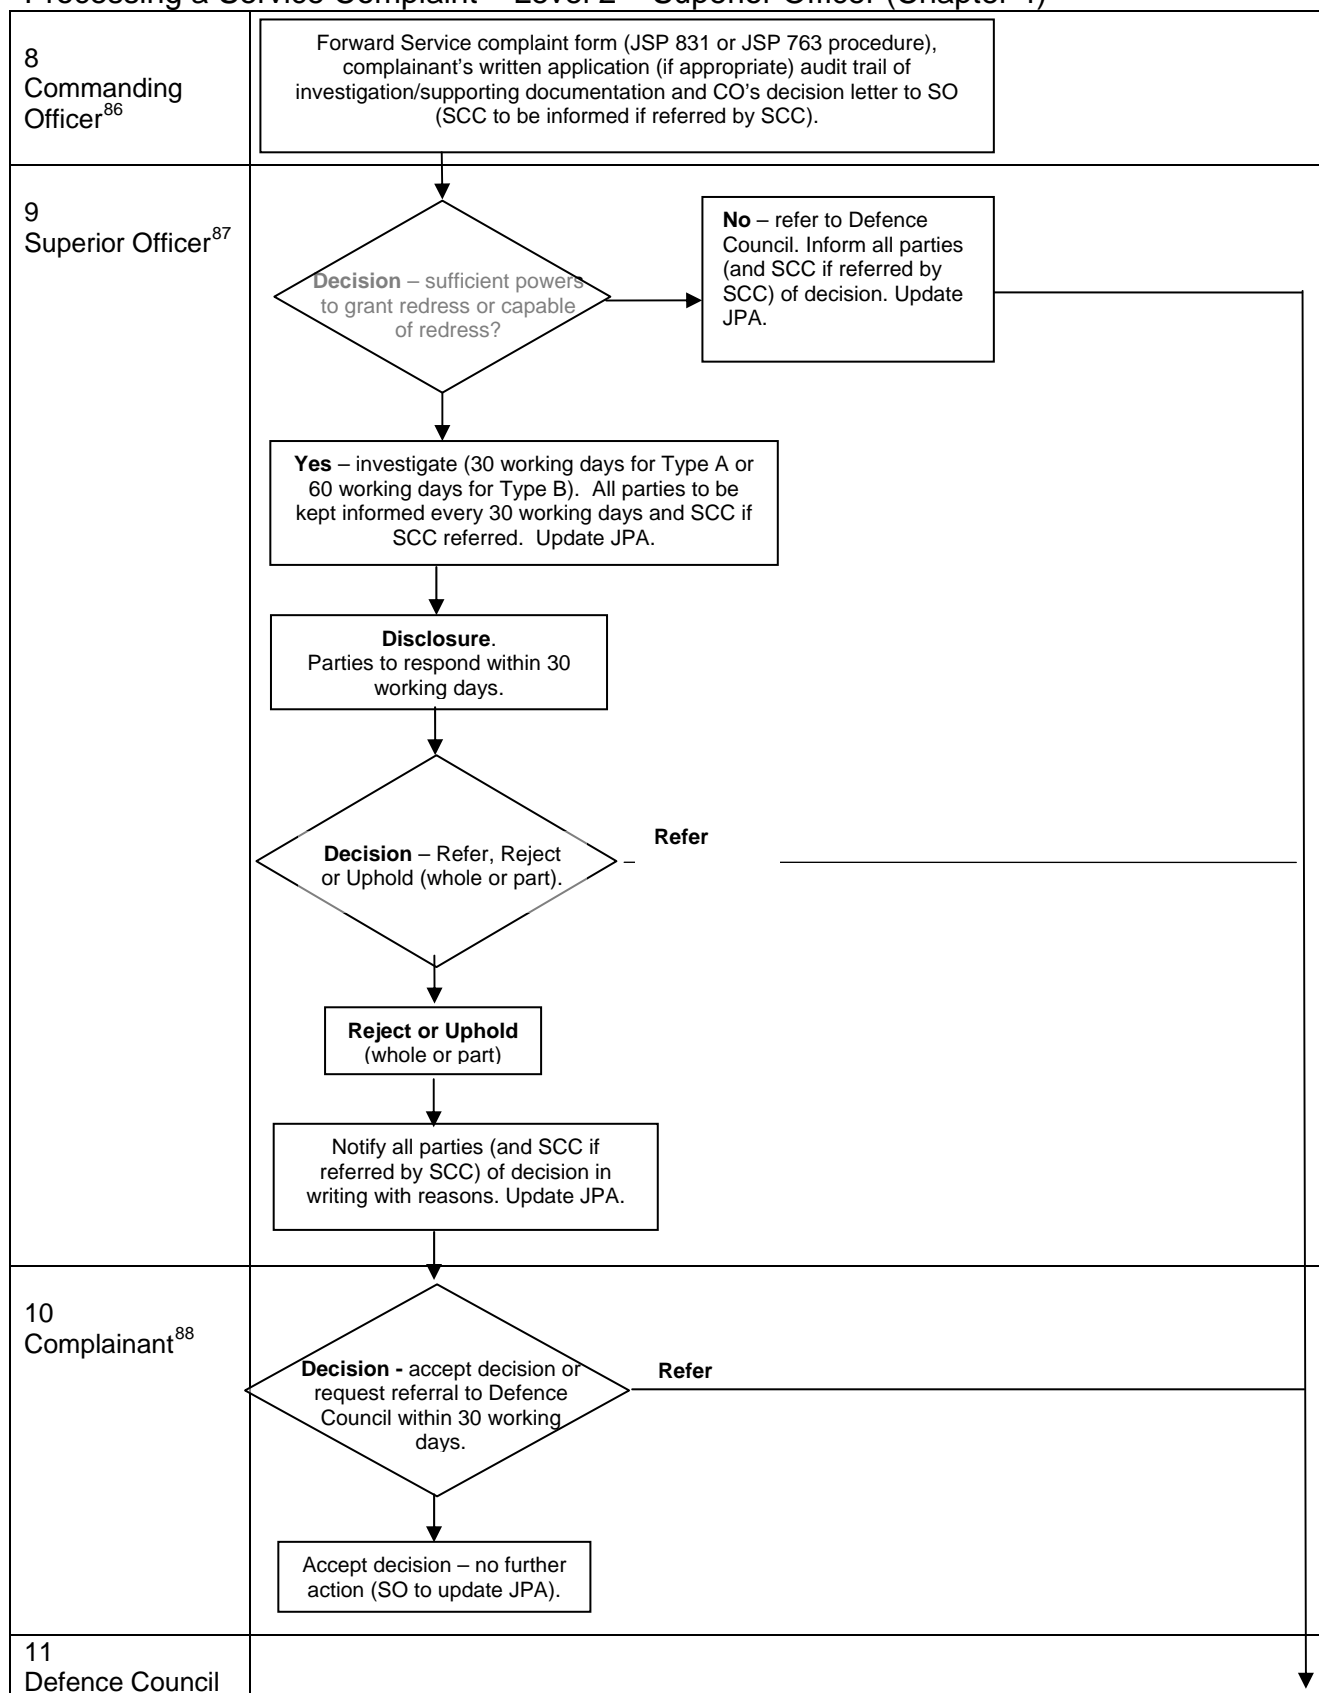 Processing a Service Complaint – Level 2 – Superior Officer (Chapter 4)
8
Commanding
Officer86
Forward Service complaint form (JSP 831 or JSP 763 procedure),
complainant's written application (if appropriate) audit trail of
investigation/supporting documentation and CO's decision letter to SO
(SCC to be informed if referred by SCC).
9
Superior Officer87
Decision – sufficient powers
to grant redress or capable
of redress?
No – refer to Defence
Council. Inform all parties
(and SCC if referred by
SCC) of decision. Update
JPA.
Yes – investigate (30 working days for Type A or
60 working days for Type B).  All parties to be
kept informed every 30 working days and SCC if
SCC referred.  Update JPA.
Disclosure.
Parties to respond within 30
working days.
Decision – Refer, Reject
or Uphold (whole or part).
Refer
Reject or Uphold
(whole or part)
Notify all parties (and SCC if
referred by SCC) of decision in
writing with reasons. Update JPA.
10
Complainant88
Decision - accept decision or
request referral to Defence
Council within 30 working
days.
Refer
Accept decision – no further
action (SO to update JPA).
11
Defence Council